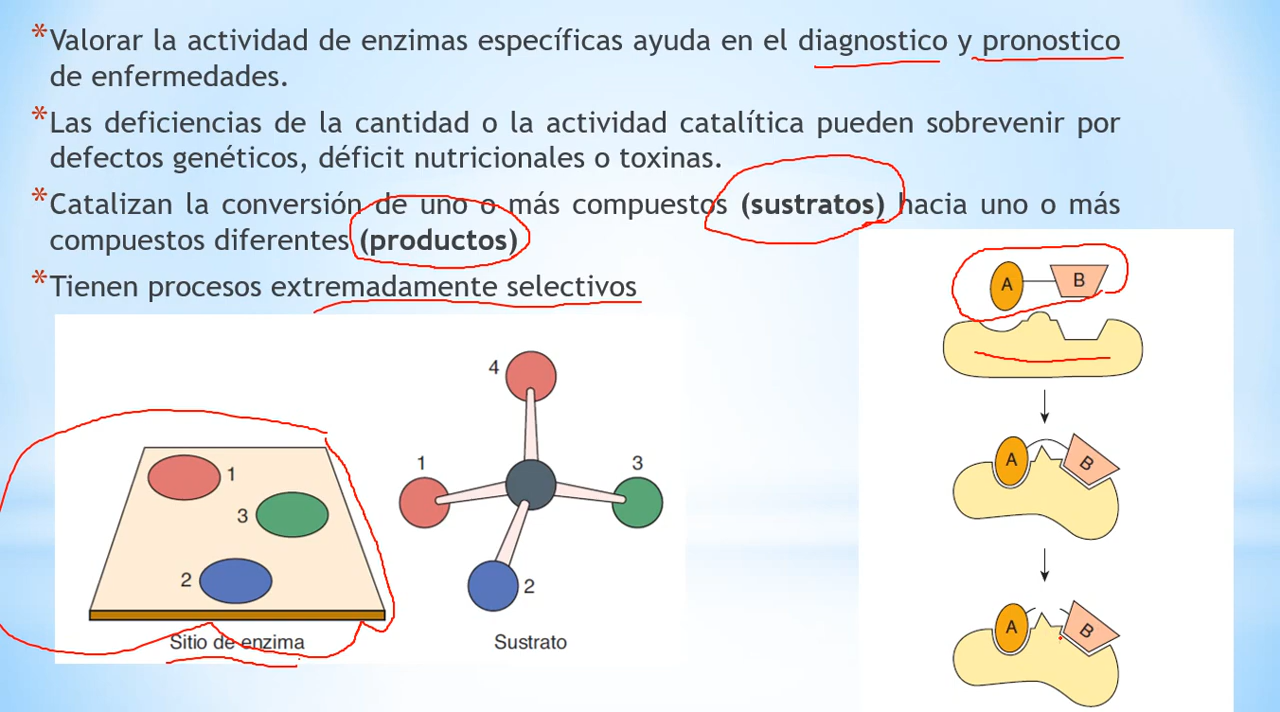 *Valorar la actividad de enzimas específicas ayuda en el diagnostico y pronostico
de enfermedades.
*Las deficiencias de la cantidad o la actividad catalítica pueden sobrevenir por
defectos genéticos, déficit nutricionales o toxinas.
*Catalizan la conversión de uno o más compuestos (sustratos) hacia uno o más
compuestos diferentes (productos)
*Tienen procesos extremadamente selectivos
1
3
2
Sitio de enzima
4
1
3
2
Sustrato
A B
A B
A B